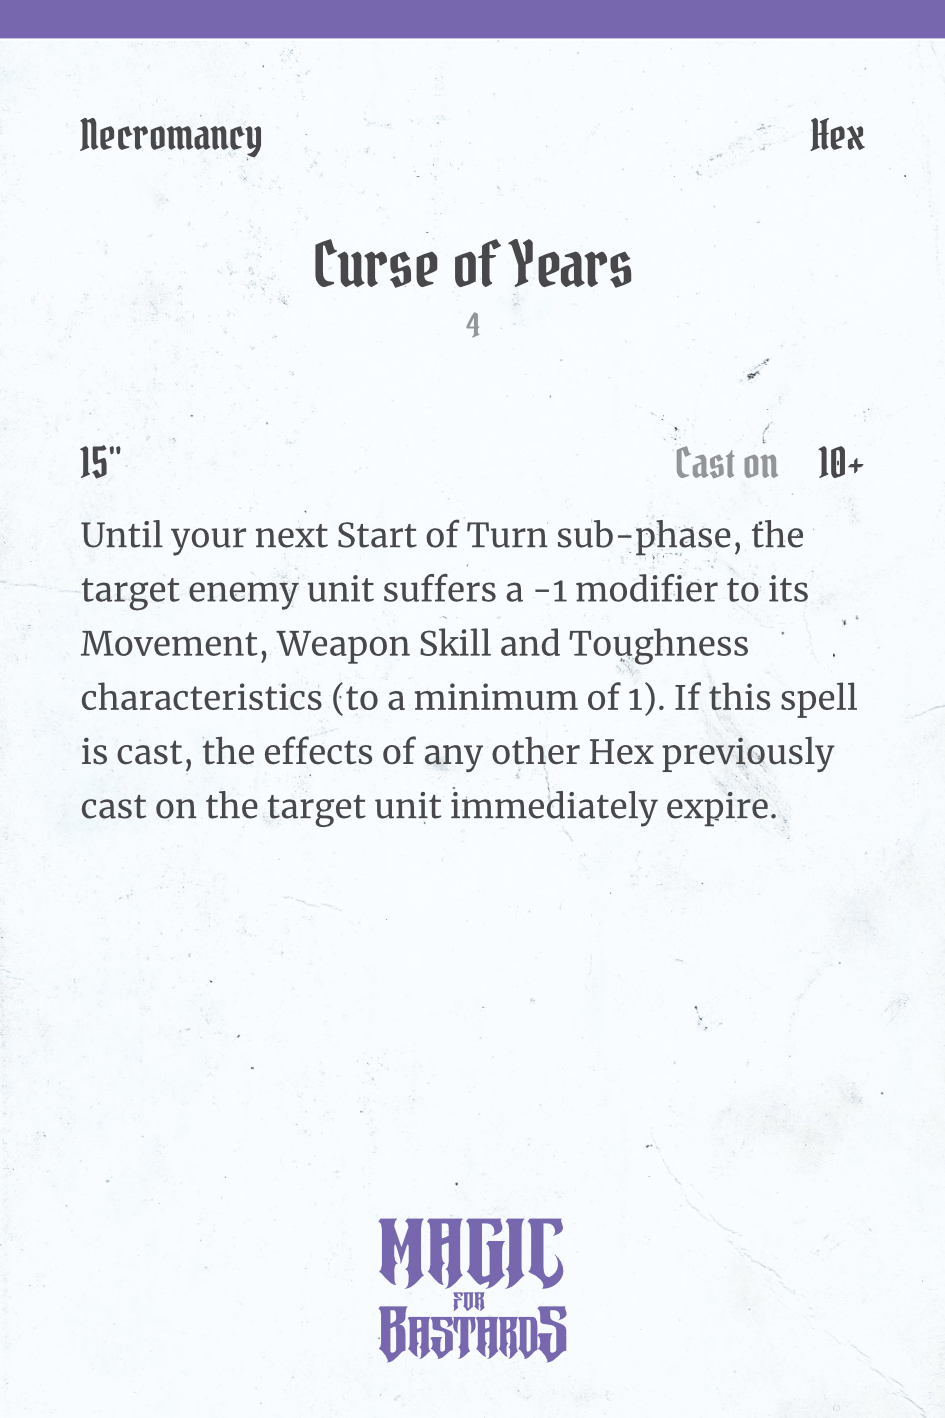 Necromancy
Hex
Curse of Years
4
15"
Cast on 10+
Until your next Start of Turn sub-phase, the
target enemy unit suffers a -1 modifier to its
Movement, Weapon Skill and Toughness
characteristics (to a minimum of 1). If this spell
is cast, the effects of any other Hex previously
cast on the target unit immediately expire.
MAGIC
FOR
BASTARDS